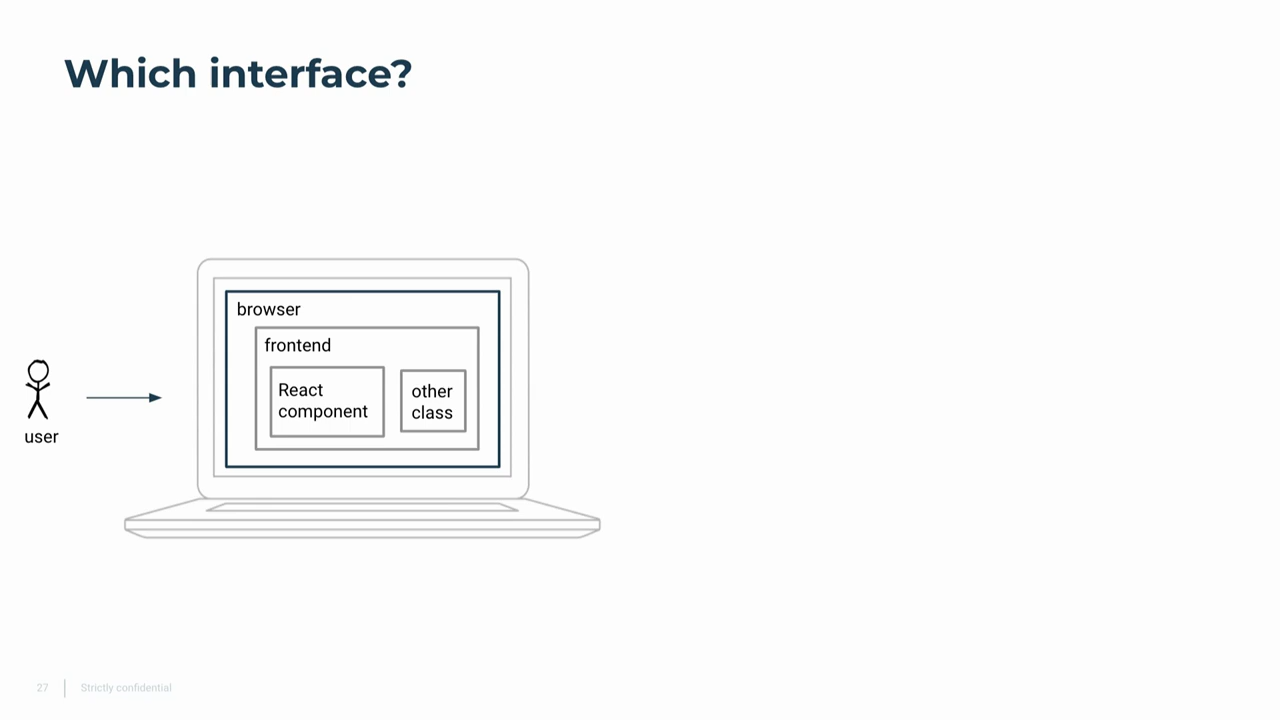 Which interface?
browser
frontend
React
component
other
class
user
27
Strictly confidential